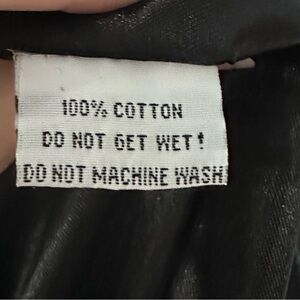 100% COTTON
DO NOT GET WET!
DO NOT MACHINE WASH